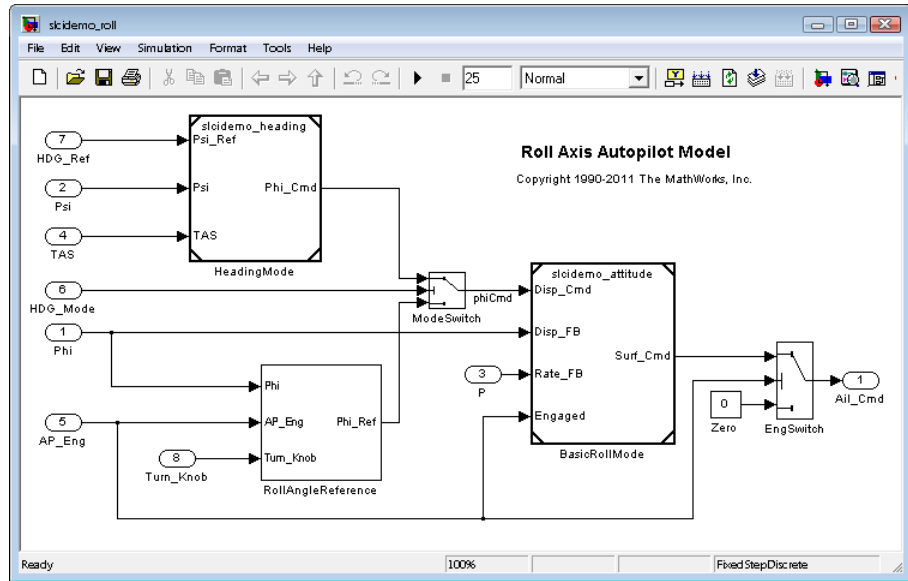 slcidemo_roll
File Edit View Simulation Format Tools Help
25 Normal
slcidemo_heading
7
Psi_Ref
HDG_Ref
Roll Axis Autopilot Model
Copyright 1990-2011 The MathWorks, Inc.
2
Psi
Phi_Cmd
Psi
4
TAS
TAS
HeadingMode
slcidemo_attitude
6
phiCmd
Disp_Cmd
HDG_Mode
ModeSwitch
1
Disp_FB
Phi
Surf_Cmd
3
Rate_FB
P
1
Phi
Ail_Cmd
0
5
AP_Eng
Phi_Ref
Engaged
Zero
EngSwitch
AP_Eng
BasicRollMode
8
Turn_Knob
Turn_Knob
RollAngleReference
Ready 100% FixedStepDiscrete